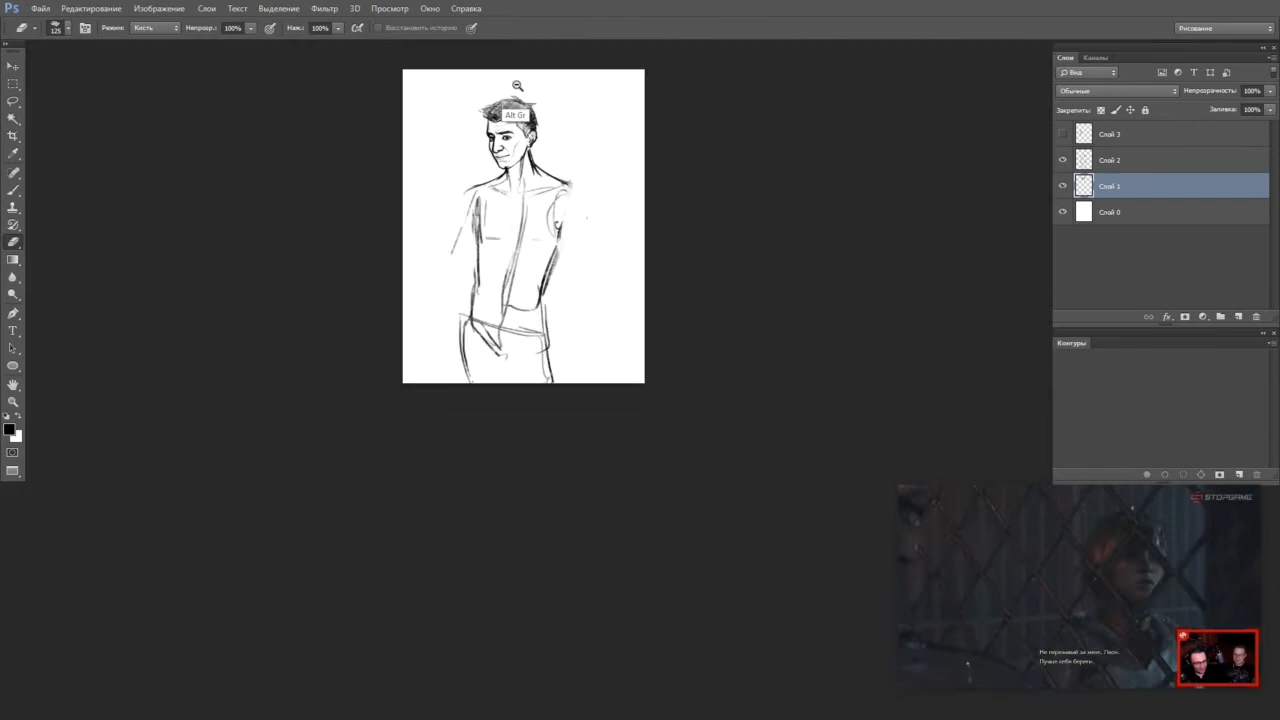 Ps Файл Редактирование Изображение Слои Текст Выделение Фильтр 3D Просмотр Окно Справка
125 Режим: Кисть Непрозр.: 100% Наж.: 100% Восстановить историю Рисование
Слои Каналы
Вид
Обычные Непрозрачность: 100%
Закрепить: Заливка: 100%
Слой 3
Слой 2
Слой 1
Слой 0
Alt Gr
Контуры
STOPGAME
Не переживай за меня, Леон.
Лучше себя береги.